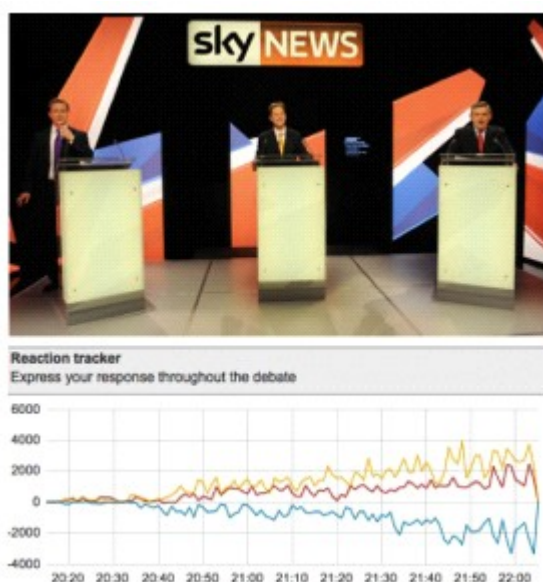 sky NEWS
Reaction tracker
Express your response throughout the debate
6000
4000
2000
0
-2000
-4000
20:20 20:30 20:40 20:50 21:00 21:10 21:20 21:30 21:40 21:50 22:00